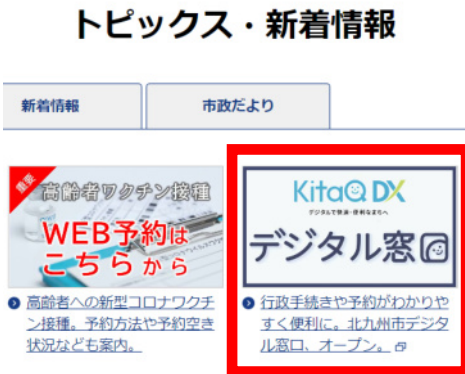 トピックス・新着情報
新着情報
市政だより
重要
高齢者ワクチン接種
WEB予約は
こちらから
高齢者への新型コロナワクチ
ン接種。予約方法や予約空き
状況なども案内。
KitaQ DX
デジタルで快適・便利なまちへ
デジタル窓口
行政手続きや予約がわかりや
すく便利に。北九州市デジタ
ル窓口、オープン。